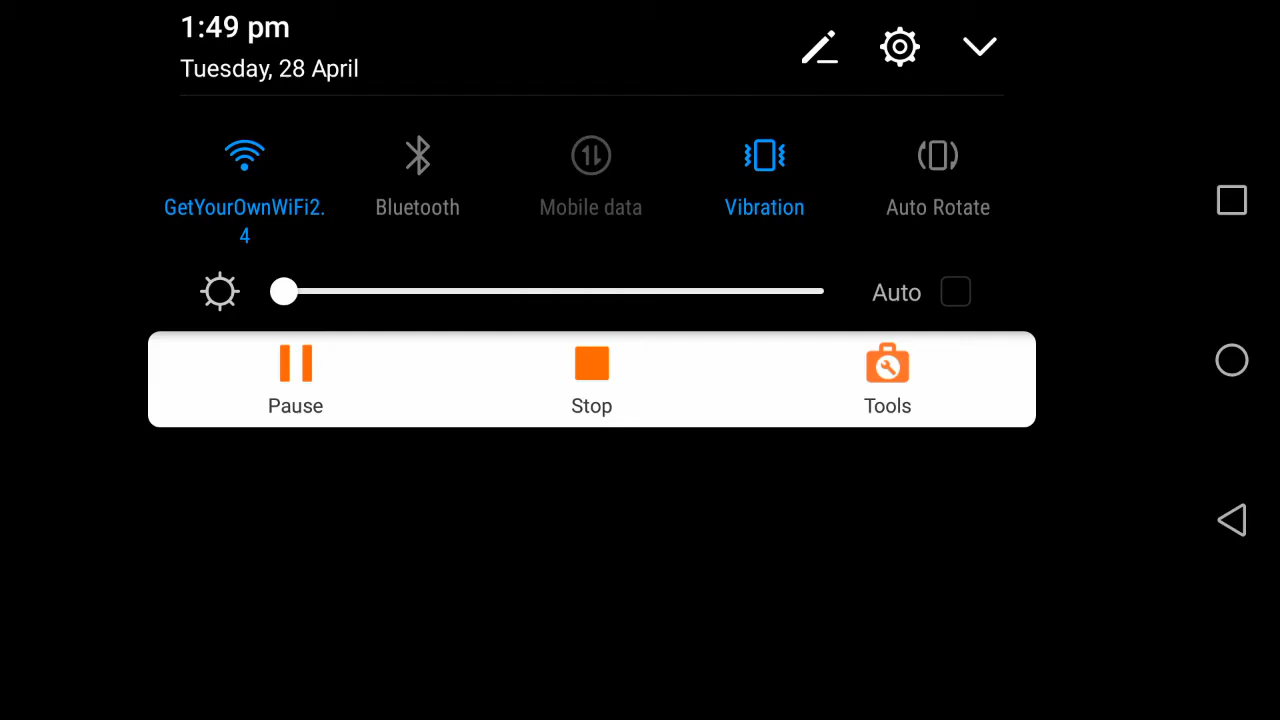 1:49 pm
Tuesday, 28 April
GetYourOwnWiFi2.
4
Bluetooth
Mobile data
Vibration
Auto Rotate
Auto
Pause
Stop
Tools